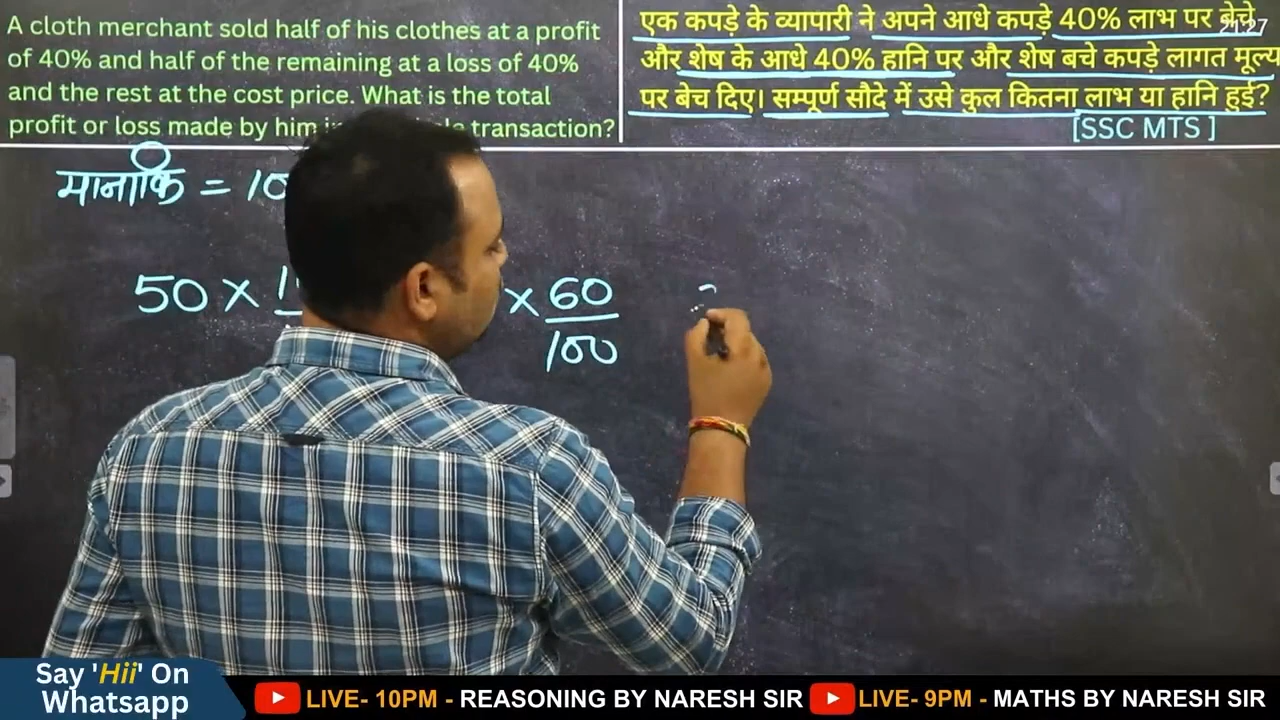 A cloth merchant sold half of his clothes at a profit
of 40% and half of the remaining at a loss of 40%
and the rest at the cost price. What is the total
profit or loss made by him transaction?
एक कपड़े के व्यापारी ने अपने आधे कपड़े 40% लाभ पर बेचे
21:27
और शेष के आधे 40% हानि पर और शेष बचे कपड़े लागत मूल्य
पर बेच दिए। सम्पूर्ण सौदे में उसे कुल कितना लाभ या हानि हुई?
[SSC MTS ]
मानाकि = 10
50 × × 60
100
Say 'Hii' On
Whatsapp
LIVE- 10PM - REASONING BY NARESH SIR LIVE- 9PM - MATHS BY NARESH SIR